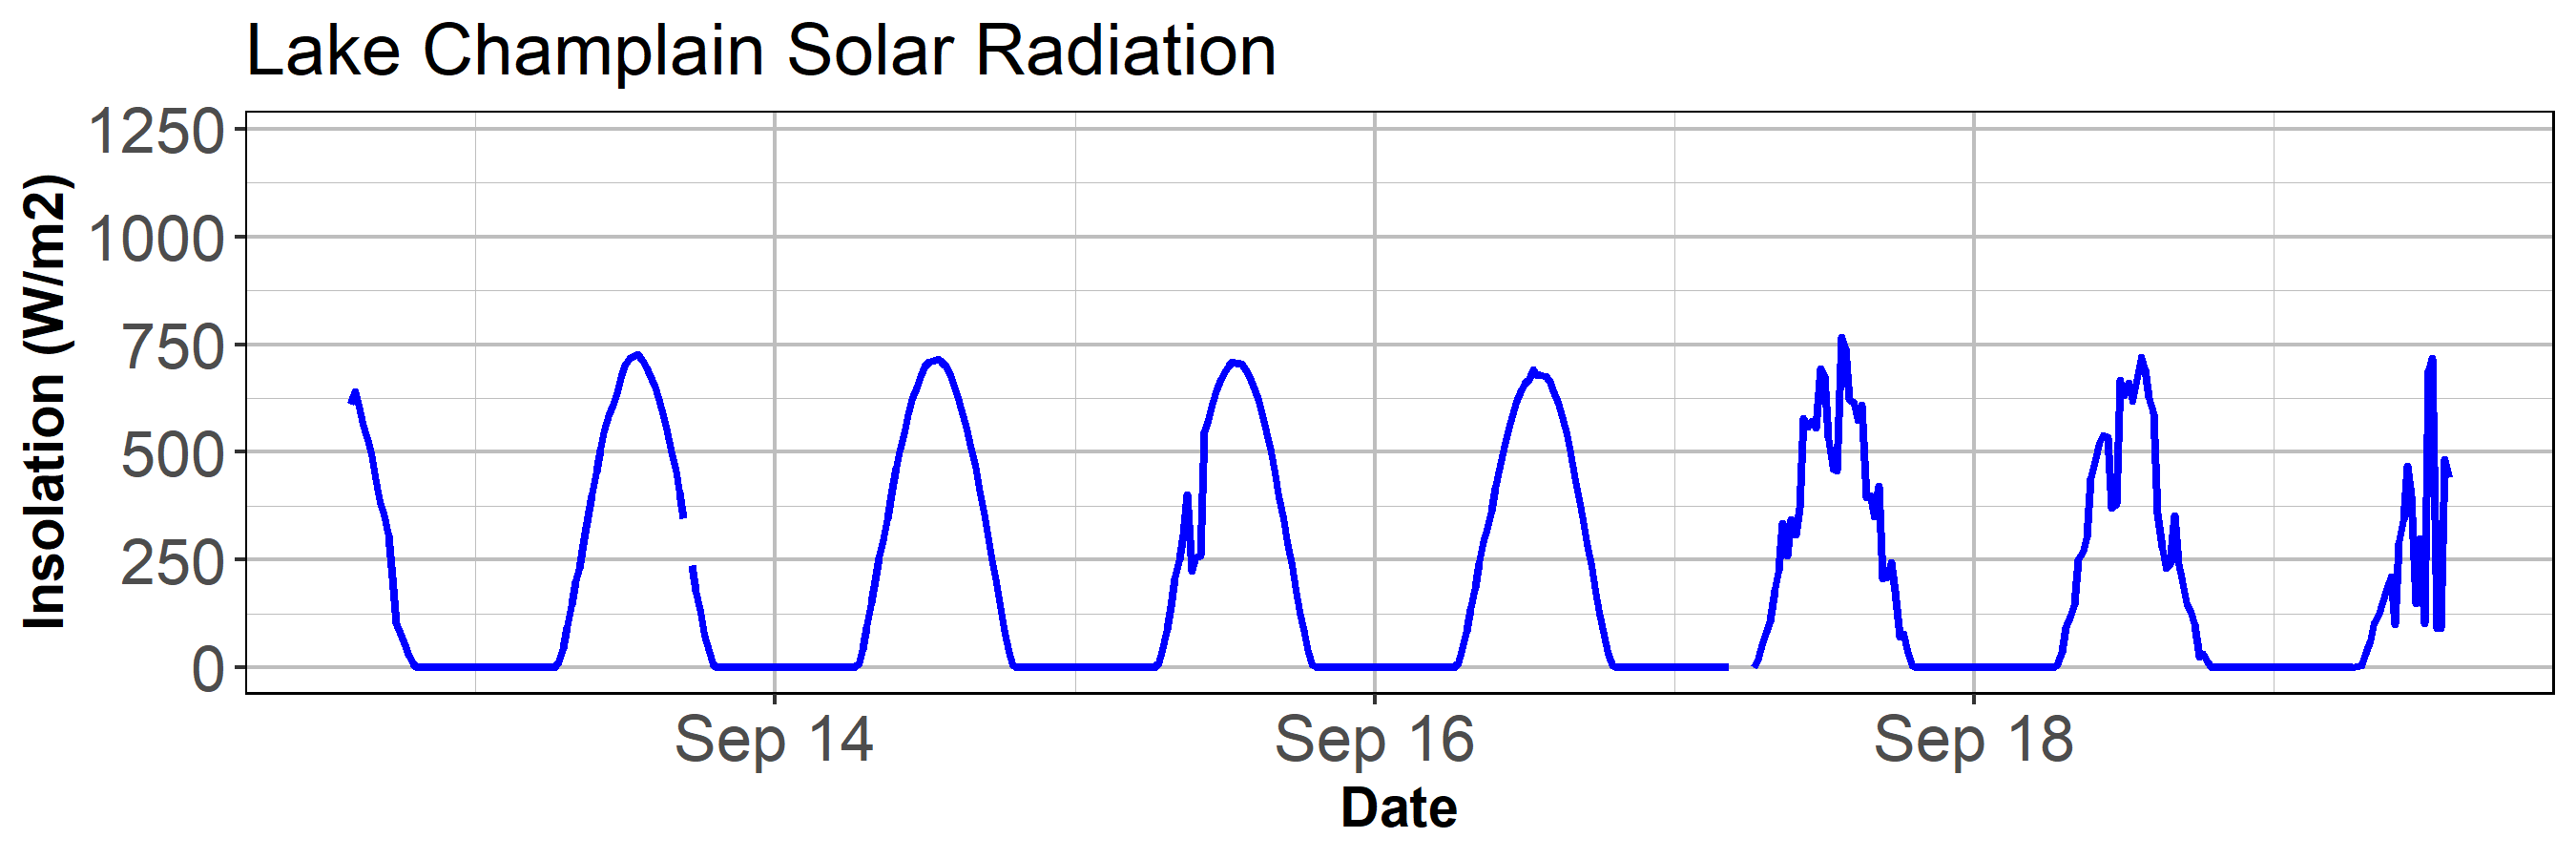 Lake Champlain Solar Radiation
1250
1000
750
500
250
0
Insolation (W/m2)
Sep 14 Sep 16 Sep 18
Date